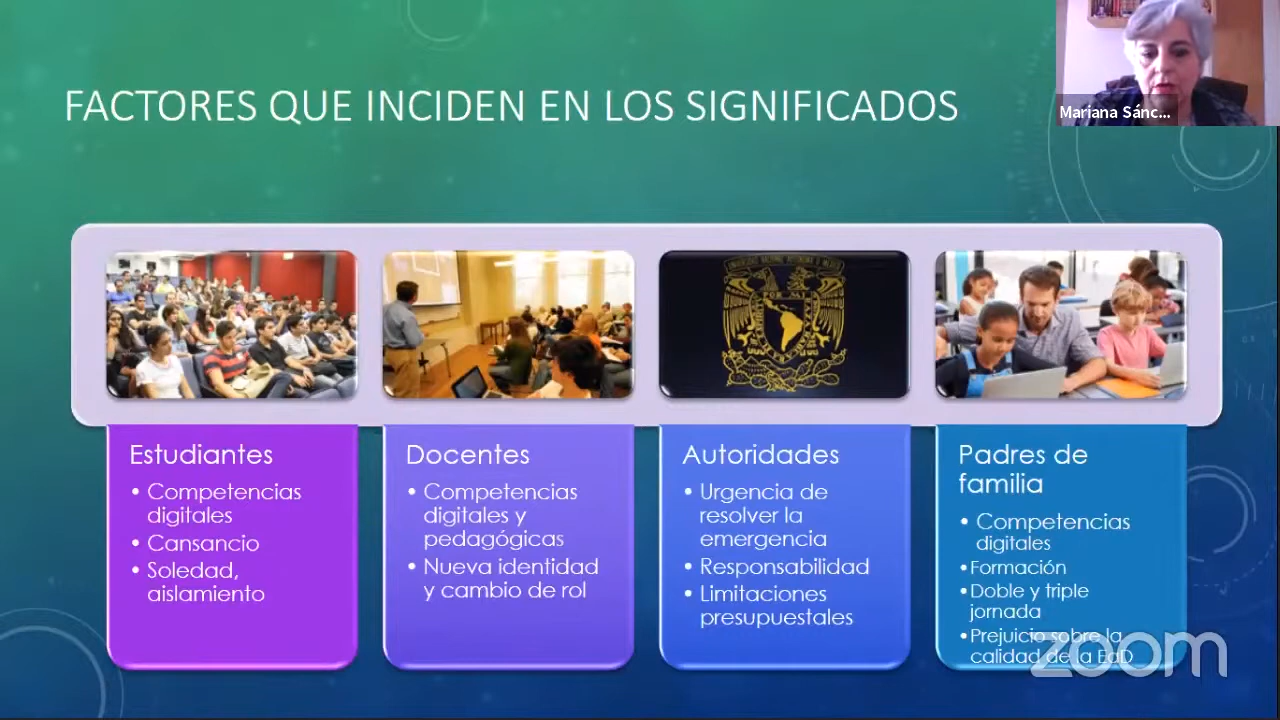 FACTORES QUE INCIDEN EN LOS SIGNIFICADOS
Mariana Sánc...
Estudiantes
• Competencias
digitales
• Cansancio
• Soledad,
aislamiento
Docentes
• Competencias
digitales y
pedagógicas
• Nueva identidad
y cambio de rol
Autoridades
• Urgencia de
resolver la
emergencia
• Responsabilidad
• Limitaciones
presupuestales
Padres de
familia
• Competencias
digitales
• Formación
• Doble y triple
jornada
• Prejuicio sobre la
calidad de la EaD
zoom